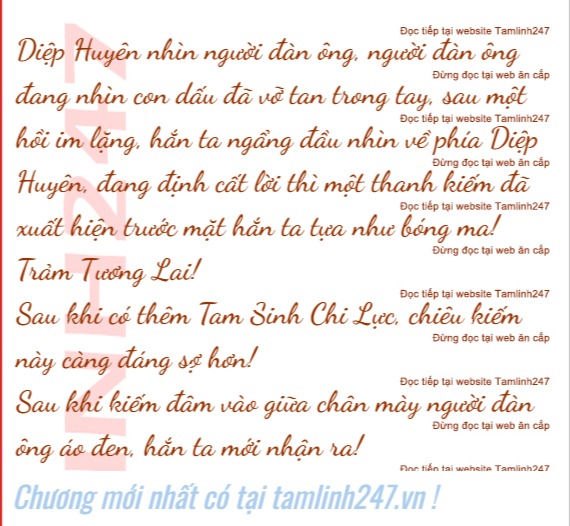 Đọc tiếp tại website Tamlinh247
Diệp Huyên nhìn người đàn ông, người đàn ông
Đừng đọc tại web ăn cắp
đang nhìn con dấu đã vỡ tan trong tay, sau một
Đọc tiếp tại website Tamlinh247
hồi im lặng, hắn ta ngẩng đầu nhìn về phía Diệp
Đừng đọc tại web ăn cắp
Huyên, đang định cất lời thì một thanh kiếm đã
Đọc tiếp tại website Tamlinh247
xuất hiện trước mặt hắn ta tựa như bóng ma!
Đừng đọc tại web ăn cắp
Trảm Tương Lai!
Đọc tiếp tại website Tamlinh247
Sau khi có thêm Tam Sinh Chi Lực, chiêu kiếm
Đừng đọc tại web ăn cắp
này càng đáng sợ hơn!
Đọc tiếp tại website Tamlinh247
Sau khi kiếm đâm vào giữa chân mày người đàn
Đừng đọc tại web ăn cắp
ông áo đen, hắn ta mới nhận ra!
Đọc tiếp tại website Tamlinh247
INH247
Chương mới nhất có tại tamlinh247.vn !